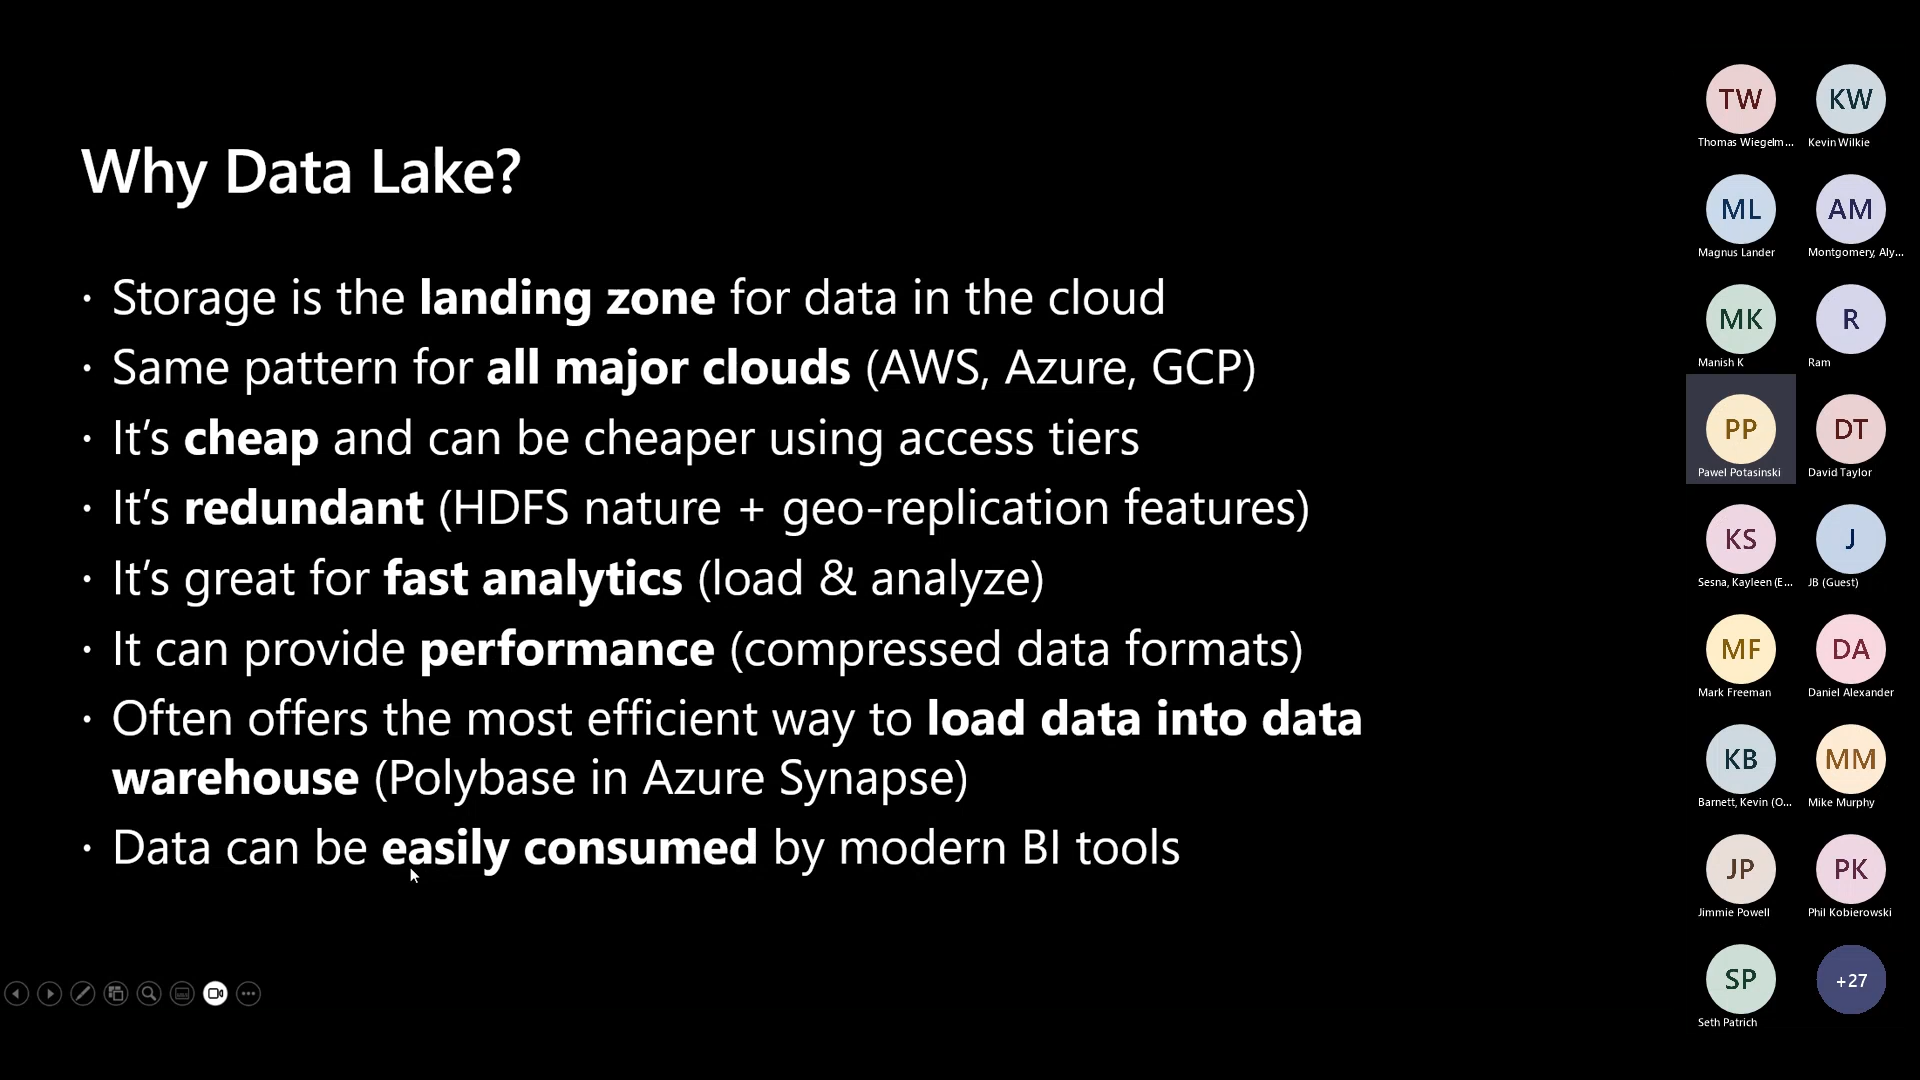 Why Data Lake?
· Storage is the landing zone for data in the cloud
· Same pattern for all major clouds (AWS, Azure, GCP)
· It's cheap and can be cheaper using access tiers
· It's redundant (HDFS nature + geo-replication features)
· It's great for fast analytics (load & analyze)
· It can provide performance (compressed data formats)
· Often offers the most efficient way to load data into data
warehouse (Polybase in Azure Synapse)
· Data can be easily consumed by modern BI tools
TW KW
Thomas Wiegelm... Kevin Wilkie
ML AM
Magnus Lander Montgomery, Aly...
MK R
Manish K Ram
PP DT
Pawel Potasinski David Taylor
KS J
Sesna, Kayleen (E... JB (Guest)
MF DA
Mark Freeman Daniel Alexander
KB MM
Barnett, Kevin (O... Mike Murphy
JP PK
Jimmie Powell Phil Kobierowski
SP +27
Seth Patrich